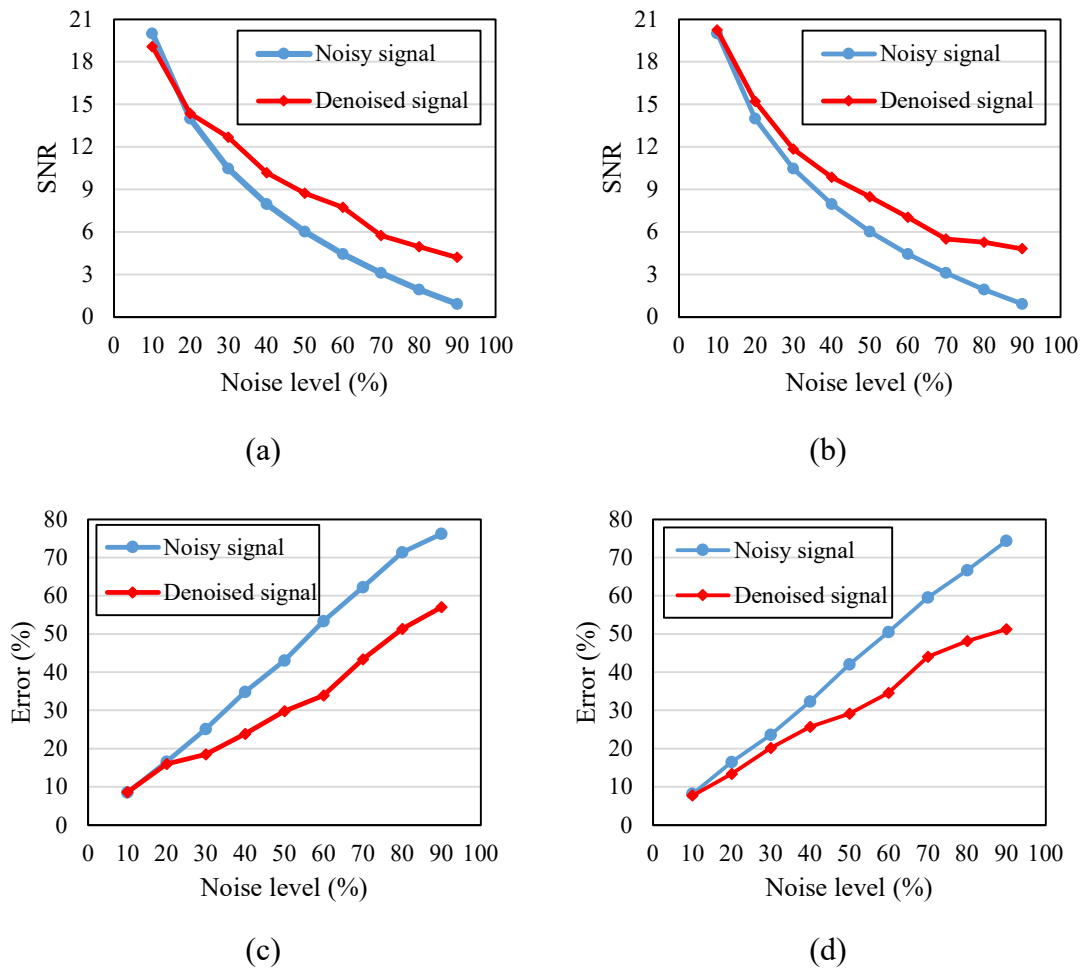 21
18
15
12
9
6
3
0
SNR
Noisy signal
Denoised signal
0 10 20 30 40 50 60 70 80 90 100
Noise level (%)
(a)
21
18
15
12
9
6
3
0
SNR
Noisy signal
Denoised signal
0 10 20 30 40 50 60 70 80 90 100
Noise level (%)
(b)
80
70
60
50
40
30
20
10
0
Error (%)
Noisy signal
Denoised signal
0 10 20 30 40 50 60 70 80 90 100
Noise level (%)
(c)
80
70
60
50
40
30
20
10
0
Error (%)
Noisy signal
Denoised signal
0 10 20 30 40 50 60 70 80 90 100
Noise level (%)
(d)